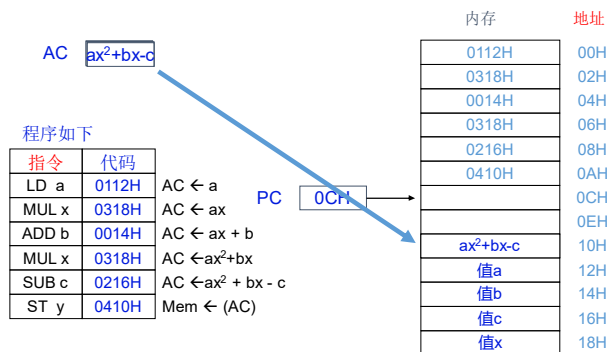 内存 地址
AC ax²+bx-c
0112H 00H
0318H 02H
0014H 04H
0318H 06H
0216H 08H
0410H 0AH
0CH
0EH
ax²+bx-c 10H
值a 12H
值b 14H
值c 16H
值x 18H
程序如下
指令 代码
LD a 0112H AC ← a
MUL x 0318H AC ← ax
ADD b 0014H AC ← ax + b
MUL x 0318H AC ←ax²+bx
SUB c 0216H AC ←ax² + bx - c
ST y 0410H Mem ← (AC)
PC 0CH